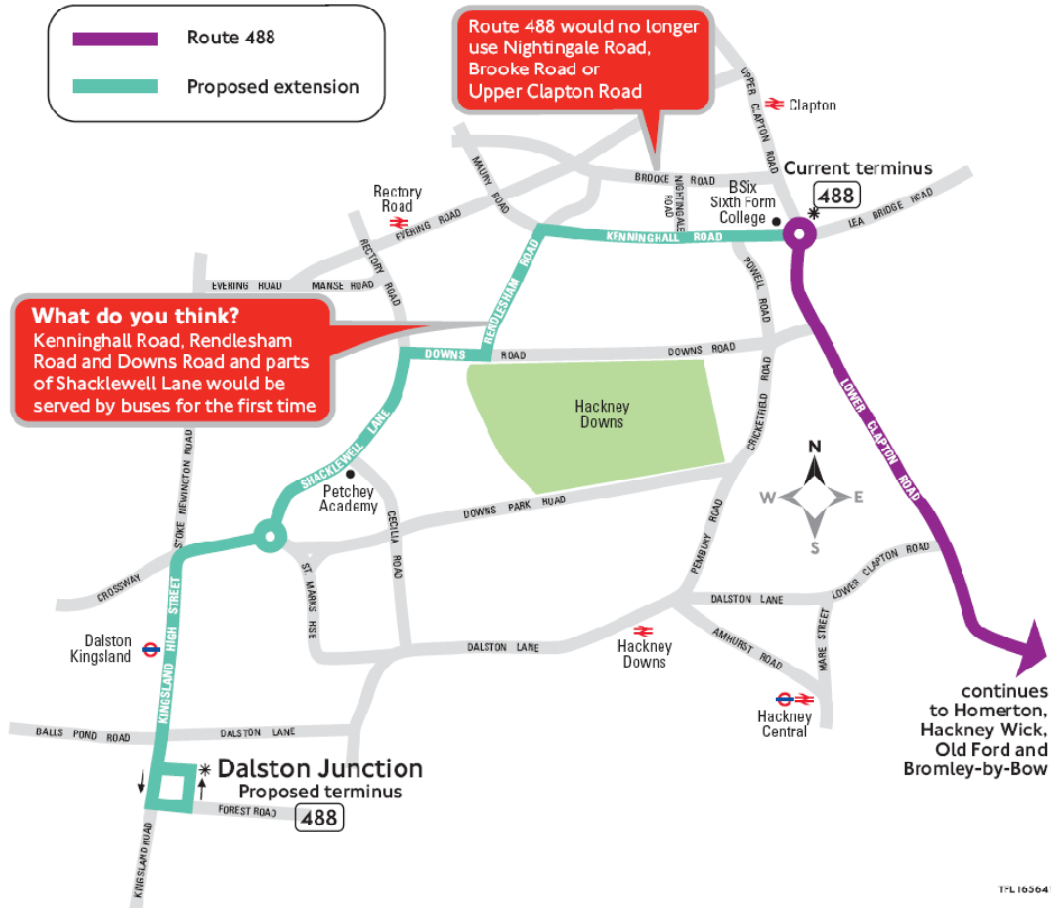 Route 488
Proposed extension
Route 488 would no longer
use Nightingale Road,
Brooke Road or
Upper Clapton Road
UPPER CLAPTON ROAD
Clapton
Current terminus
488
LEA BRIDGE ROAD
BROOKE ROAD
NIGHTINGALE
ROAD
BSix
Sixth Form
College
MAURY ROAD
Rectory
Road
EVERING ROAD
RECTORY ROAD
KENNINGHALL ROAD
POWELL ROAD
EVERING ROAD
MANSE ROAD
RENDLESHAM ROAD
What do you think?
Kenninghall Road, Rendlesham
Road and Downs Road and parts
of Shacklewell Lane would be
served by buses for the first time
DOWNS ROAD
DOWNS ROAD
Hackney
Downs
CRICKETFIELD ROAD
LOWER CLAPTON ROAD
SHACKLEWELL LANE
STOKE NEWINGTON ROAD
Petchey
Academy
DOWNS PARK ROAD
N
W
E
S
CECILIA ROAD
PEMBURY ROAD
CROSSWAY
ST. MARKS RISE
LOWER CLAPTON ROAD
DALSTON LANE
KINGSLAND HIGH STREET
Dalston
Kingsland
DALSTON LANE
Hackney
Downs
AMHURST ROAD
MARE STREET
Hackney
Central
continues
to Homerton,
Hackney Wick,
Old Ford and
Bromley-by-Bow
BALLS POND ROAD
DALSTON LANE
Dalston Junction
Proposed terminus
488
FOREST ROAD
KINGSLAND ROAD
TFL16564